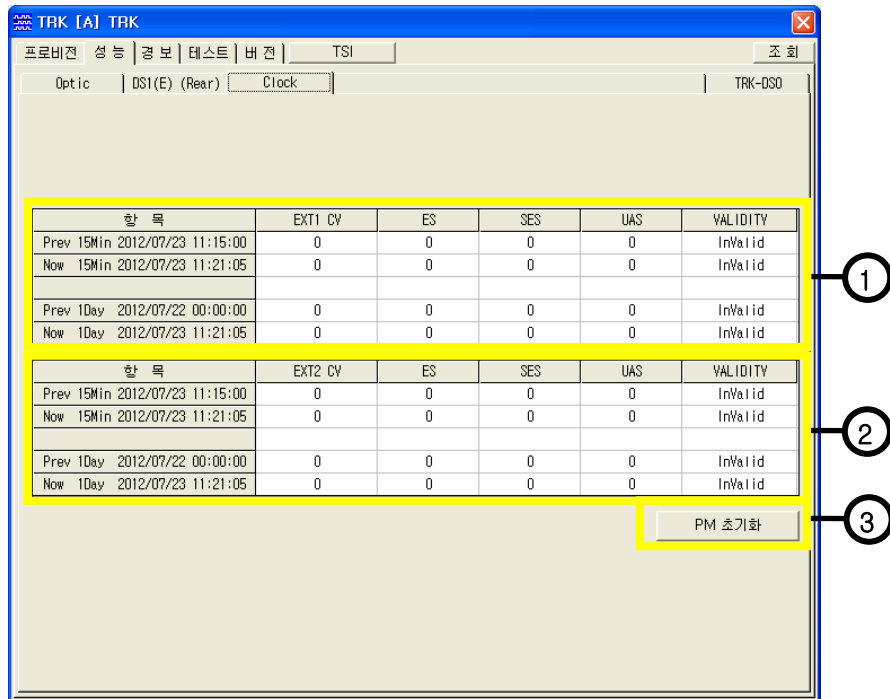 TRK [A] TRK
프로비젼 성 능 경 보 테스트 버 전 TSI 조 회
Optic DS1(E) (Rear) Clock TRK-DS0
항 목 EXT1 CV ES SES UAS VALIDITY
Prev 15Min 2012/07/23 11:15:00 0 0 0 0 InValid
Now 15Min 2012/07/23 11:21:05 0 0 0 0 InValid
Prev 1Day 2012/07/22 00:00:00 0 0 0 0 InValid
Now 1Day 2012/07/23 11:21:05 0 0 0 0 InValid
1
항 목 EXT2 CV ES SES UAS VALIDITY
Prev 15Min 2012/07/23 11:15:00 0 0 0 0 InValid
Now 15Min 2012/07/23 11:21:05 0 0 0 0 InValid
Prev 1Day 2012/07/22 00:00:00 0 0 0 0 InValid
Now 1Day 2012/07/23 11:21:05 0 0 0 0 InValid
2
PM 초기화
3